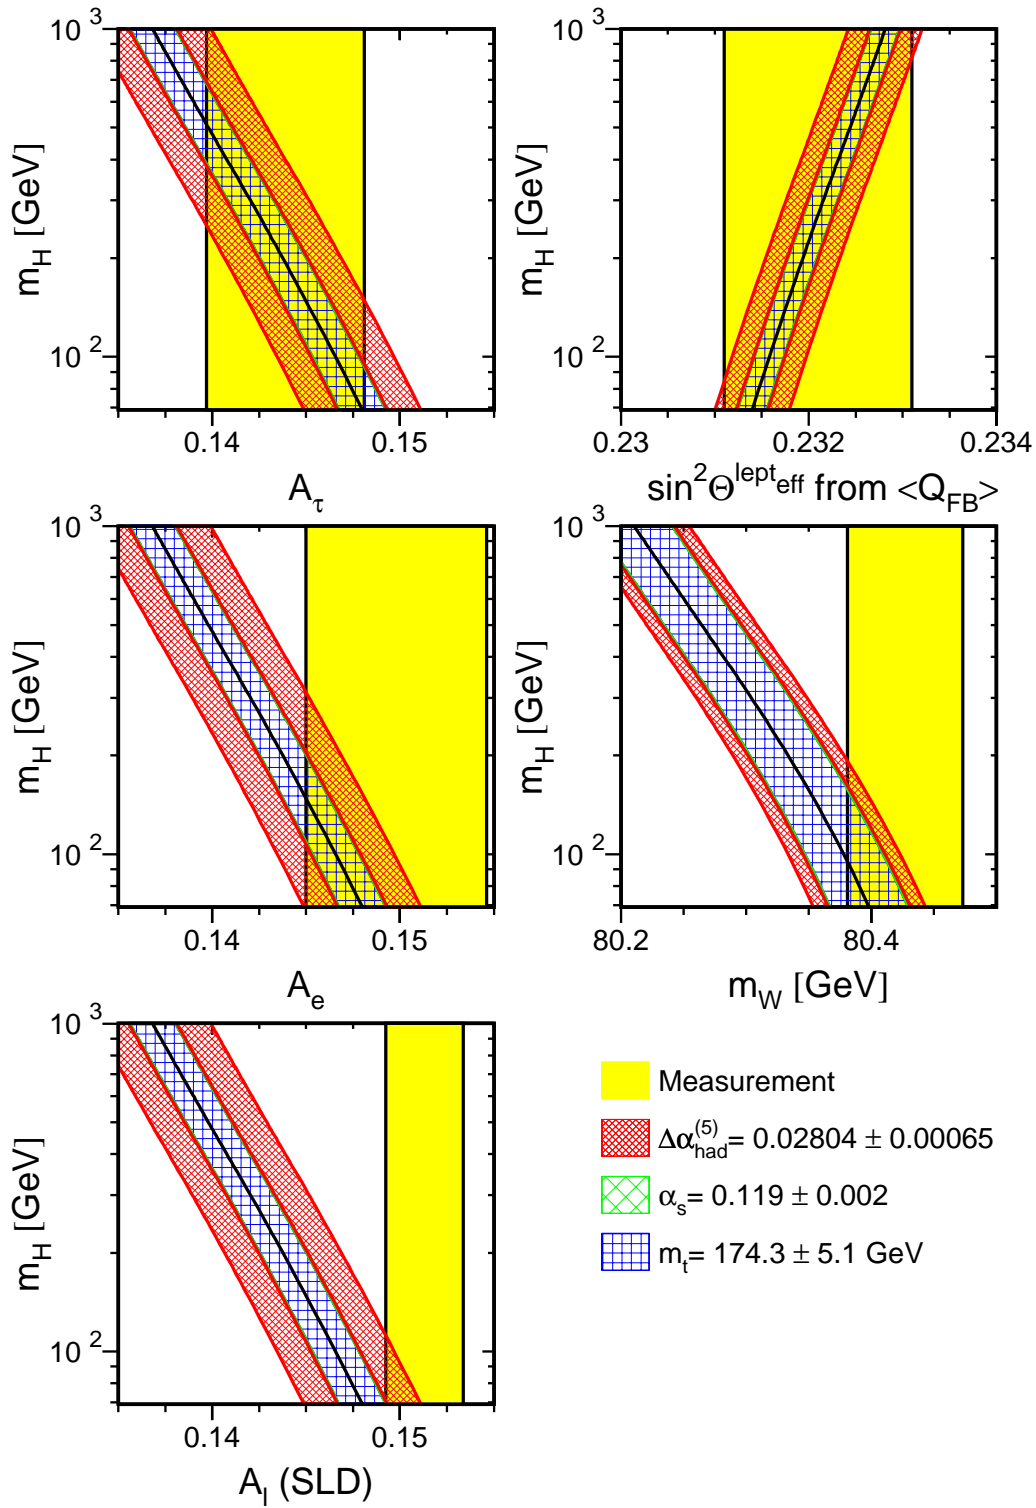 10 3
10 2
m_H [GeV]
0.14 0.15
A_τ
10 3
10 2
m_H [GeV]
0.23 0.232 0.234
sin²Θ^lept_eff from <Q_FB>
10 3
10 2
m_H [GeV]
0.14 0.15
A_e
10 3
10 2
m_H [GeV]
80.2 80.4
m_W [GeV]
10 3
10 2
m_H [GeV]
0.14 0.15
A_l (SLD)
Measurement
Δα_had^(5)= 0.02804 ± 0.00065
α_s= 0.119 ± 0.002
m_t= 174.3 ± 5.1 GeV